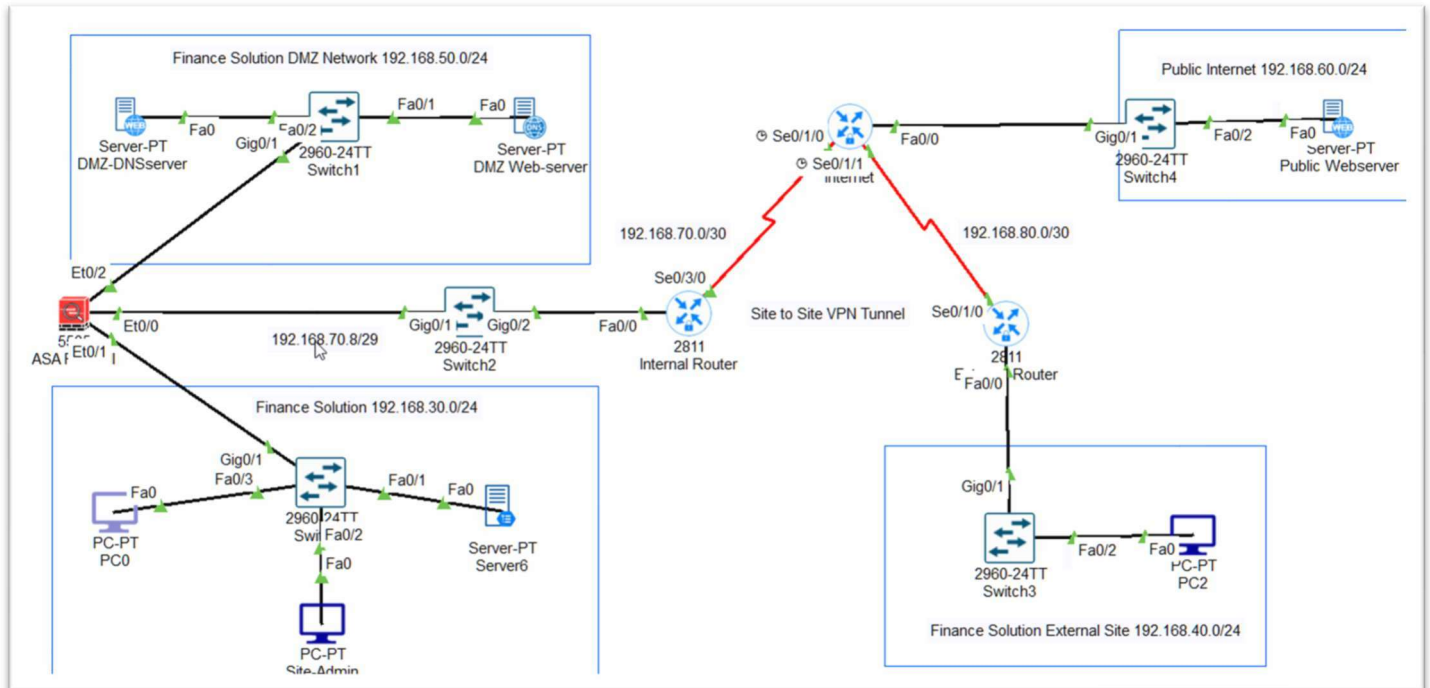 Finance Solution DMZ Network 192.168.50.0/24
Fa0
Fa0/2
Gig0/1
Fa0/1
Fa0
Server-PT
DMZ-DNSserver
2960-24TT
Switch1
Server-PT
DMZ Web-server
Public Internet 192.168.60.0/24
Se0/1/0
Se0/1/1
Internet
Fa0/0
Gig0/1
Fa0/2
Fa0
2960-24TT
Switch4
Server-PT
Public Webserver
192.168.70.0/30
192.168.80.0/30
Et0/2
Et0/0
Et0/1
192.168.70.8/29
Gig0/1
Gig0/2
2960-24TT
Switch2
Fa0/0
Se0/3/0
2811
Internal Router
Site to Site VPN Tunnel
Se0/1/0
2811
Router
Fa0/0
Finance Solution 192.168.30.0/24
Gig0/1
Fa0/3
Fa0
Fa0/1
Fa0
PC-PT
PC0
2960-24TT
Fa0/2
Fa0
Server-PT
Server6
PC-PT
Site-Admin
Gig0/1
Fa0/2
Fa0
2960-24TT
Switch3
PC-PT
PC2
Finance Solution External Site 192.168.40.0/24